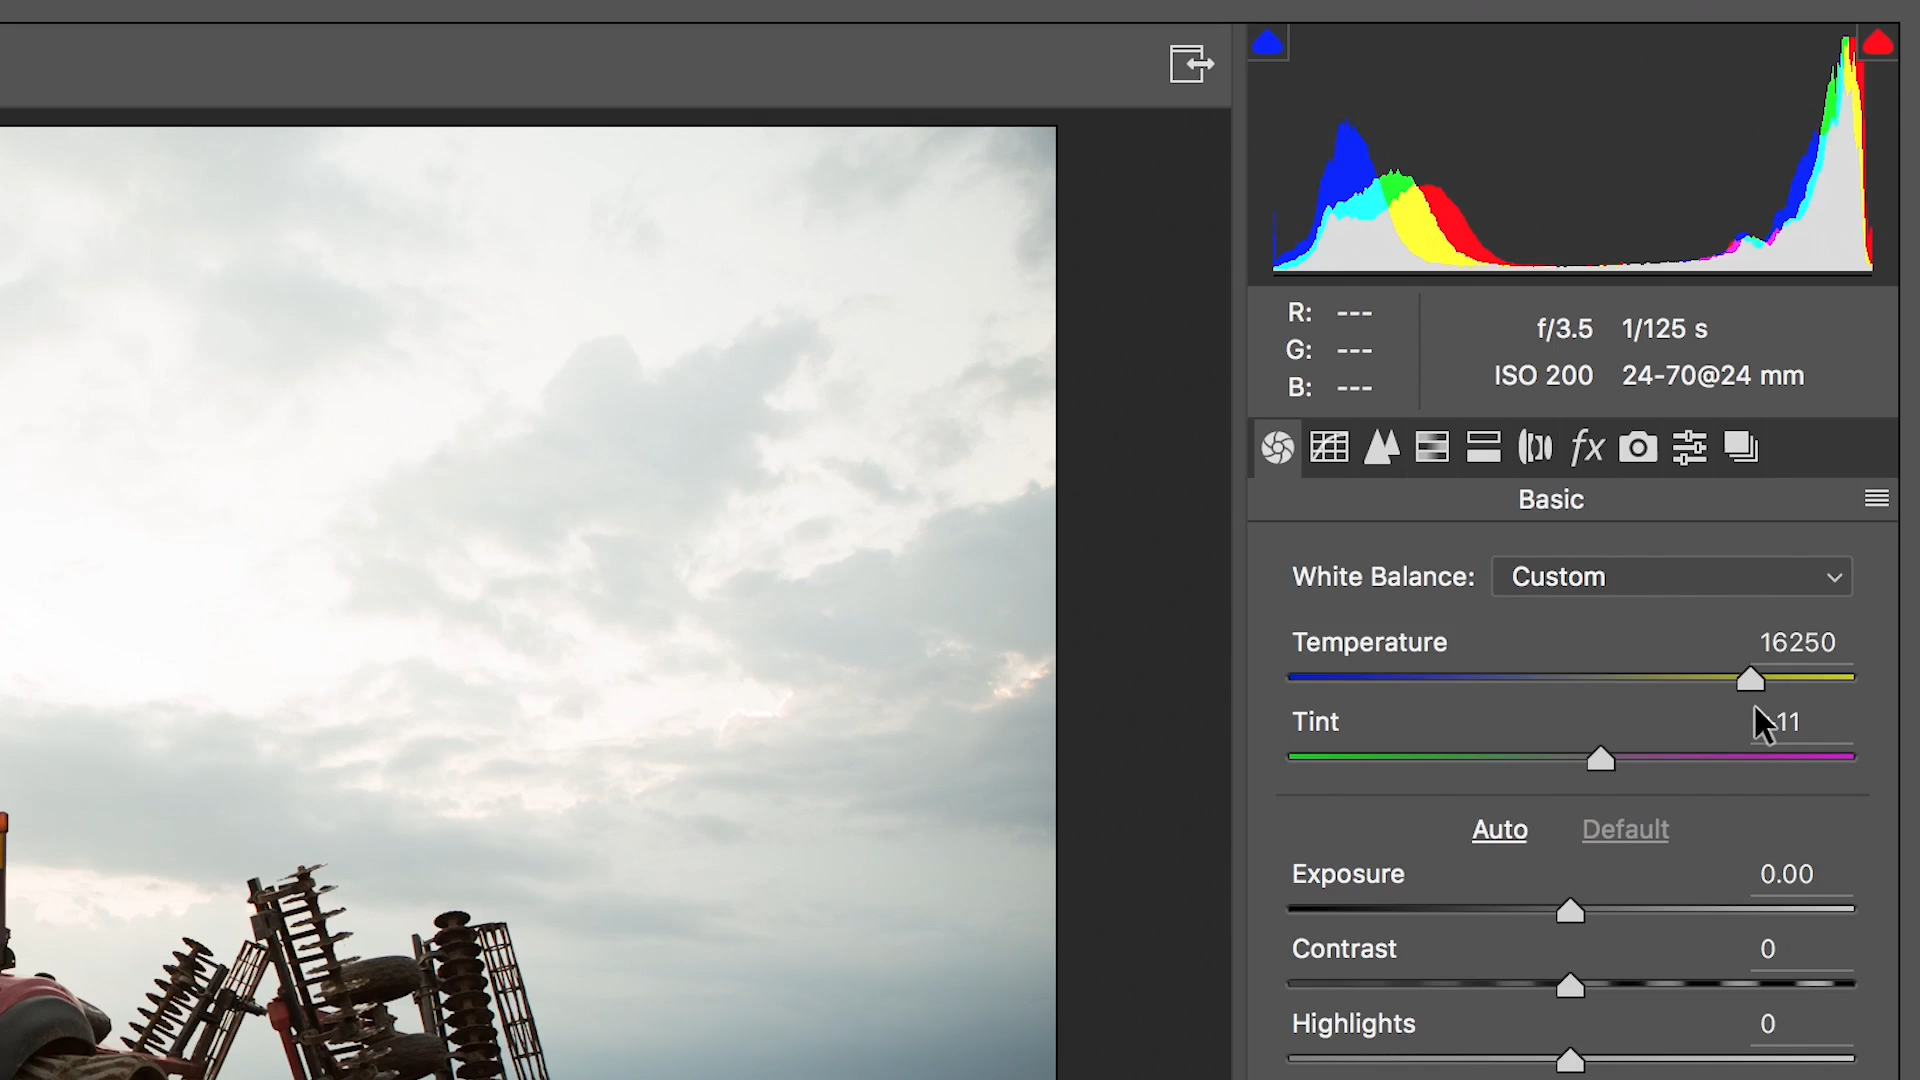 R: ---
G: ---
B: ---
f/3.5 1/125 s
ISO 200 24-70@24 mm
fx
Basic
White Balance: Custom
Temperature 16250
Tint 11
Auto Default
Exposure 0.00
Contrast 0
Highlights 0